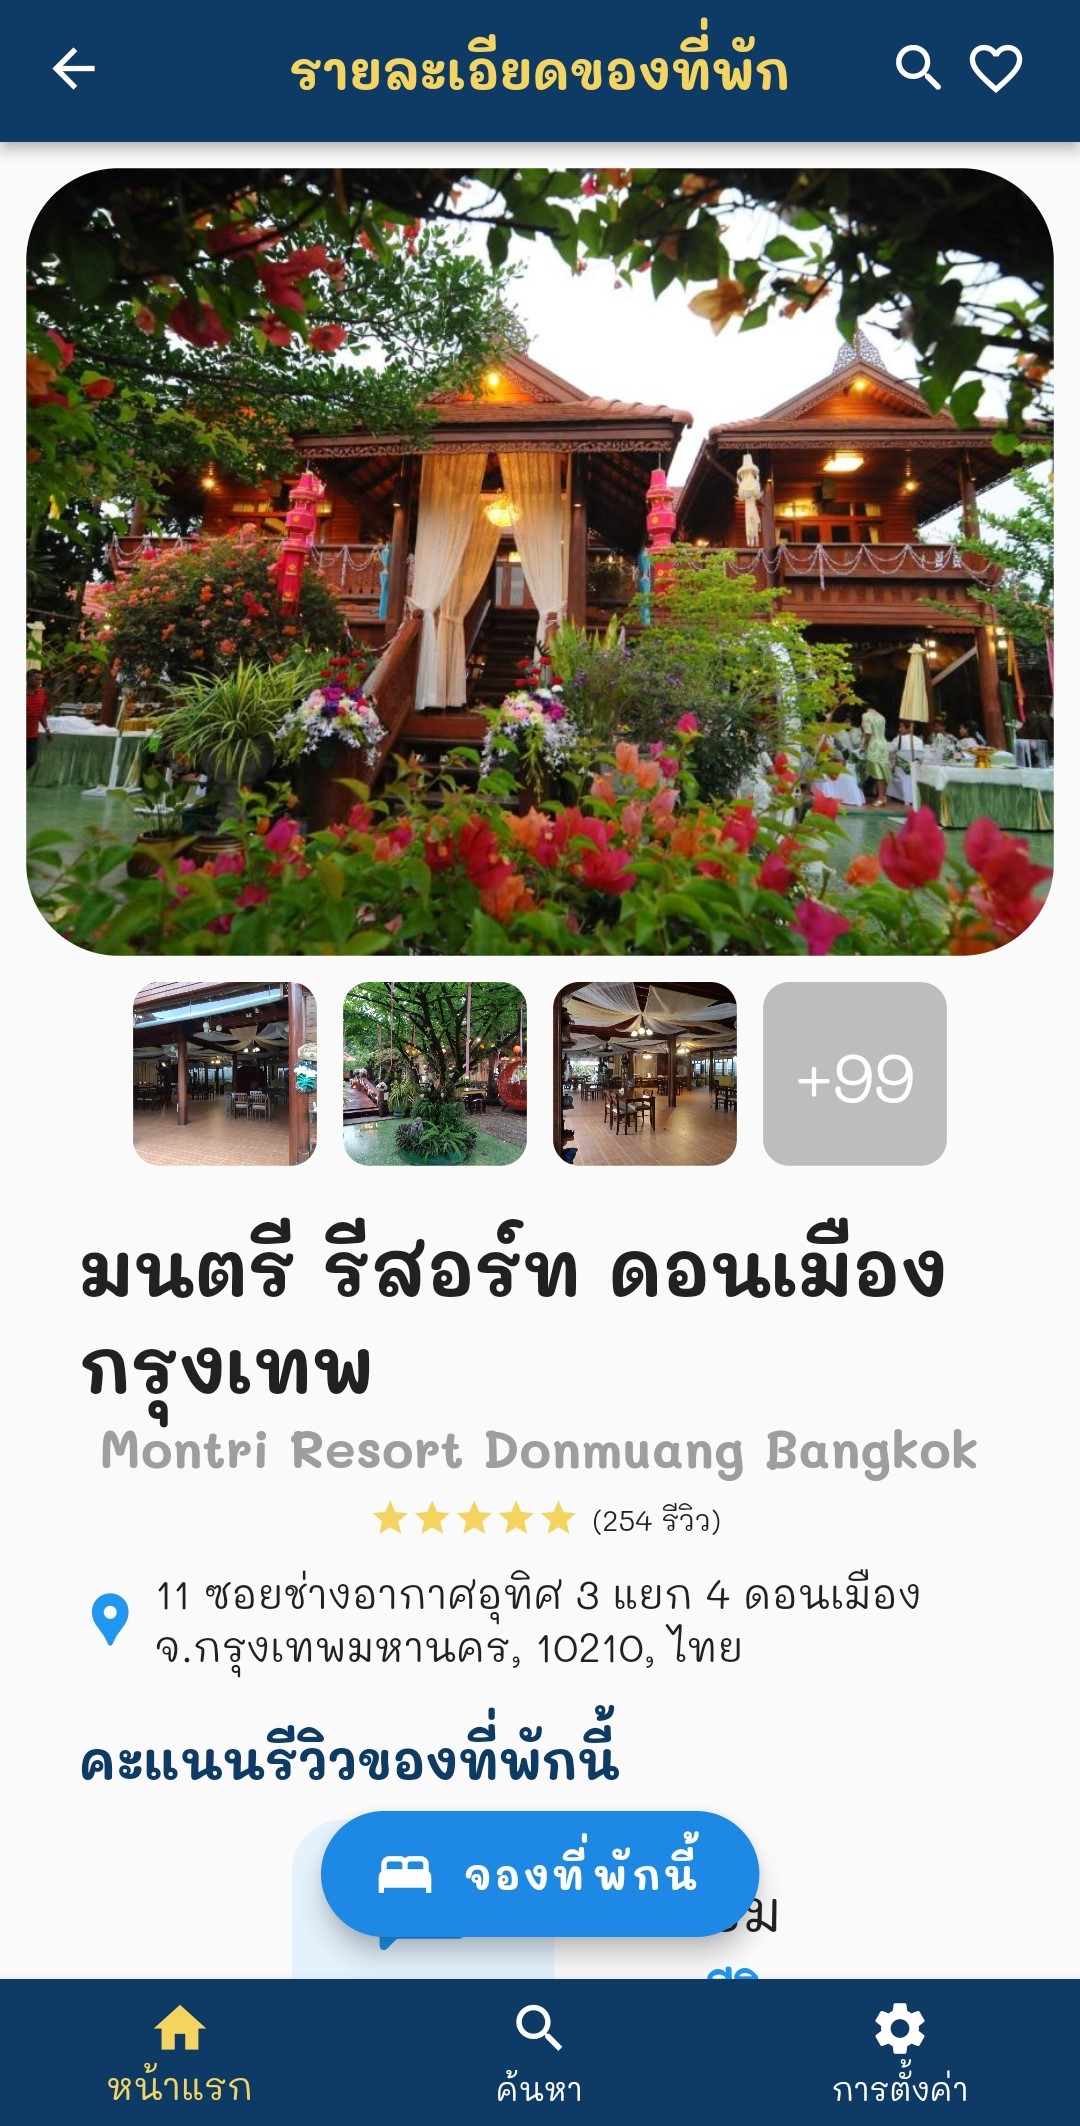 รายละเอียดของที่พัก
+99
มนตรี รีสอร์ท ดอนเมือง
กรุงเทพ
Montri Resort Donmuang Bangkok
(254 รีวิว)
11 ซอยช่างอากาศอุทิศ 3 แยก 4 ดอนเมือง
จ.กรุงเทพมหานคร, 10210, ไทย
คะแนนรีวิวของที่พักนี้
จองที่พักนี้
หน้าแรก
ค้นหา
การตั้งค่า